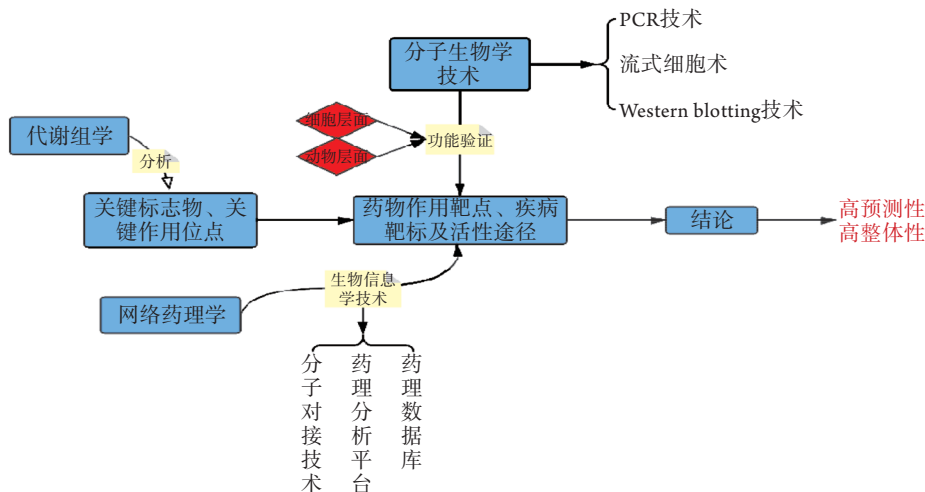 分子生物学
技术
PCR技术
流式细胞术
Western blotting技术
细胞层面
动物层面
功能验证
代谢组学
分析
关键标志物、关
键作用位点
药物作用靶点、疾病
靶标及活性途径
结论
高预测性
高整体性
网络药理学
生物信息
学技术
分子对接技术
药理分析平台
药理数据库